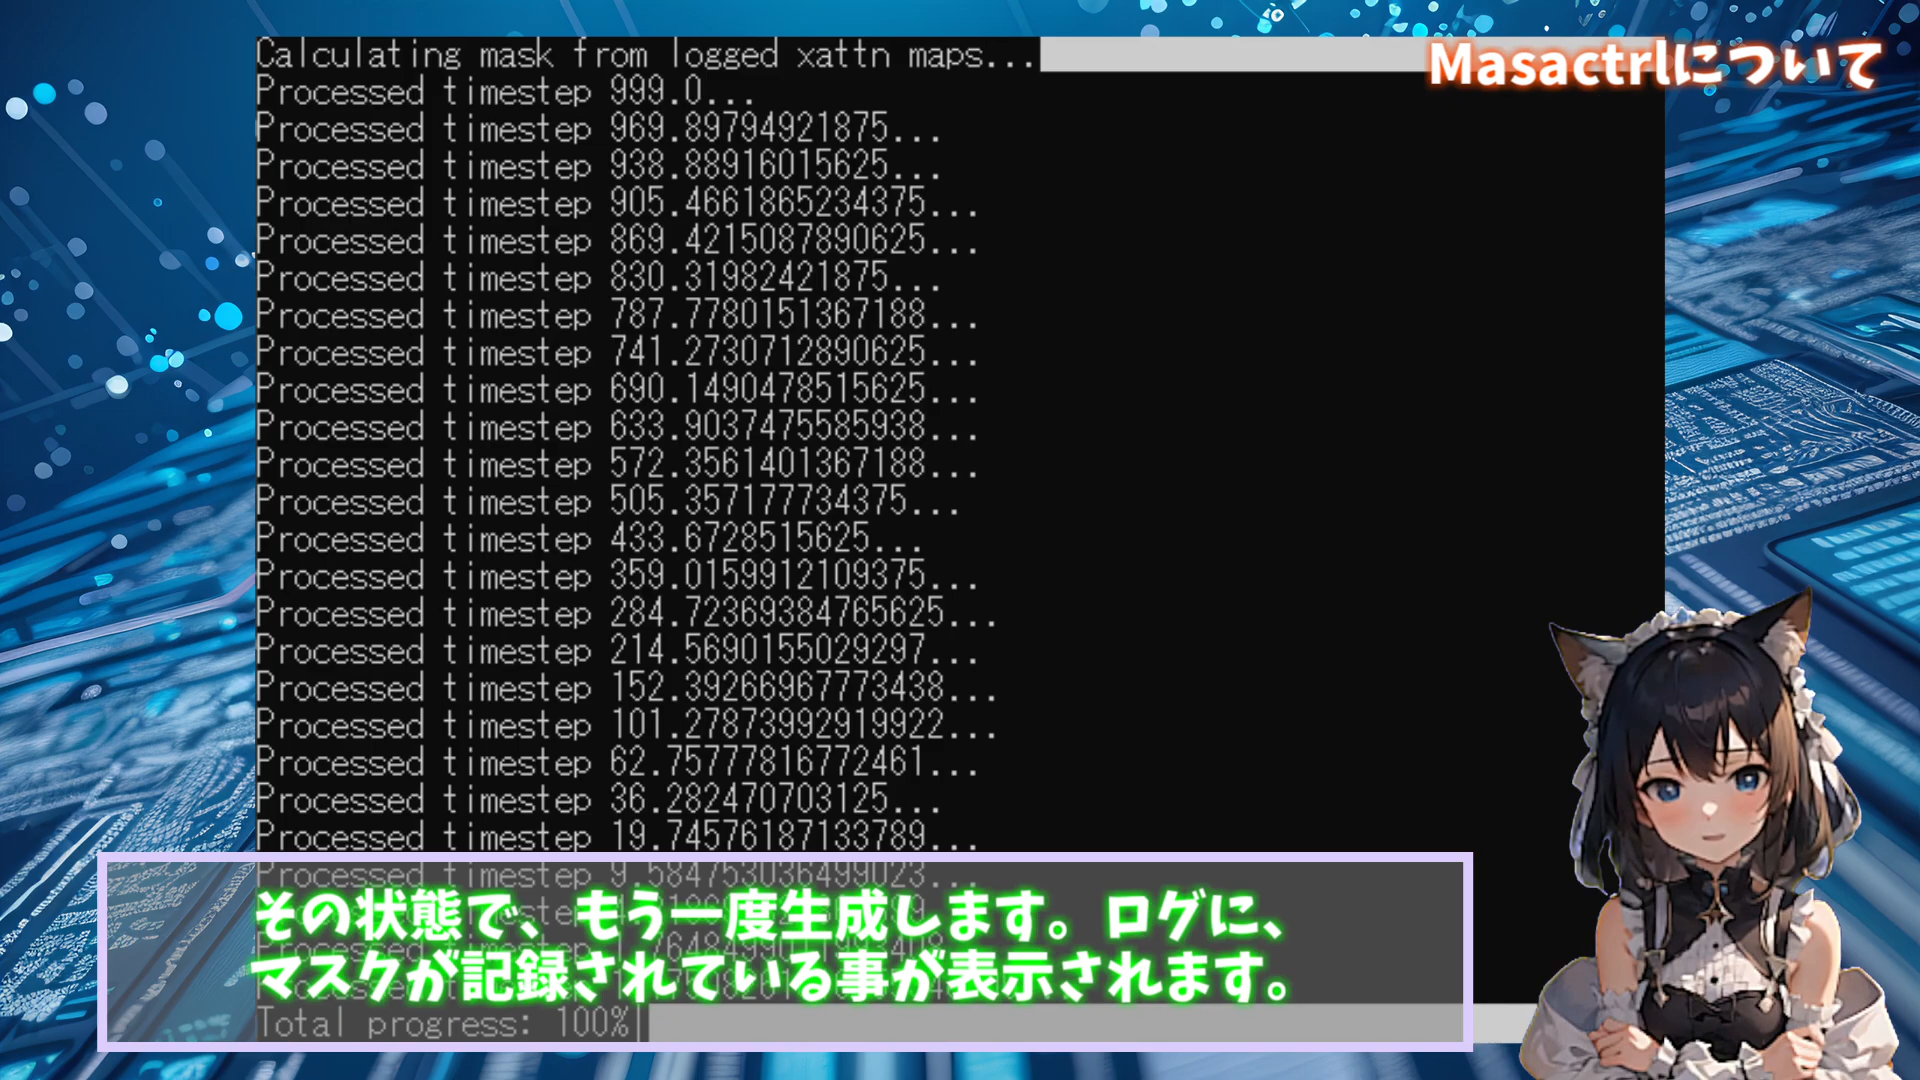 Masactrlについて
Calculating mask from logged xattn maps...
Processed timestep 999.0...
Processed timestep 969.89794921875...
Processed timestep 938.88916015625...
Processed timestep 905.4661865234375...
Processed timestep 869.4215087890625...
Processed timestep 830.31982421875...
Processed timestep 787.7780151367188...
Processed timestep 741.2730712890625...
Processed timestep 690.1490478515625...
Processed timestep 633.9037475585938...
Processed timestep 572.3561401367188...
Processed timestep 505.357177734375...
Processed timestep 433.6728515625...
Processed timestep 359.0159912109375...
Processed timestep 284.72369384765625...
Processed timestep 214.5690155029297...
Processed timestep 152.39266967773438...
Processed timestep 101.27873992919922...
Processed timestep 62.75777816772461...
Processed timestep 36.282470703125...
Processed timestep 19.74576187133789...
Processed timestep 9.584753036499023...
その状態で、もう一度生成します。ログに、
マスクが記録されている事が表示されます。
Total progress: 100%|